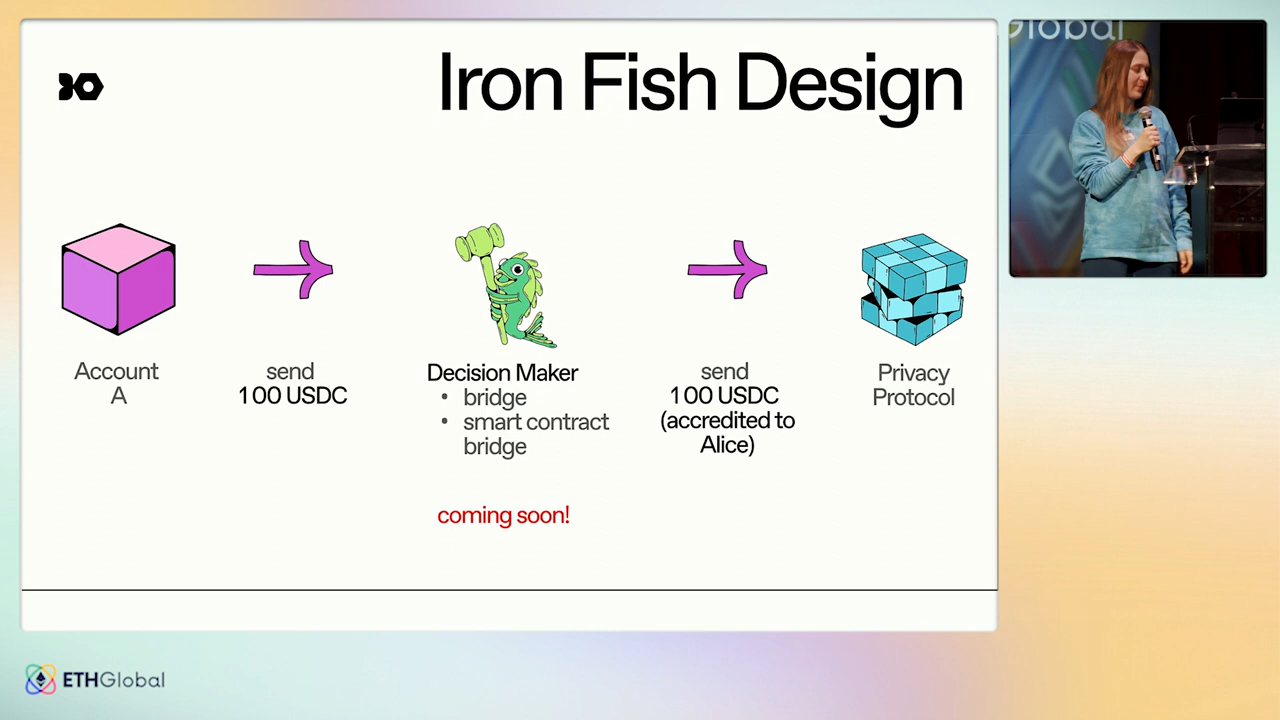 Iron Fish Design
Account
A
send
100 USDC
Decision Maker
• bridge
• smart contract
bridge
coming soon!
send
100 USDC
(accredited to
Alice)
Privacy
Protocol
Global
ETHGlobal